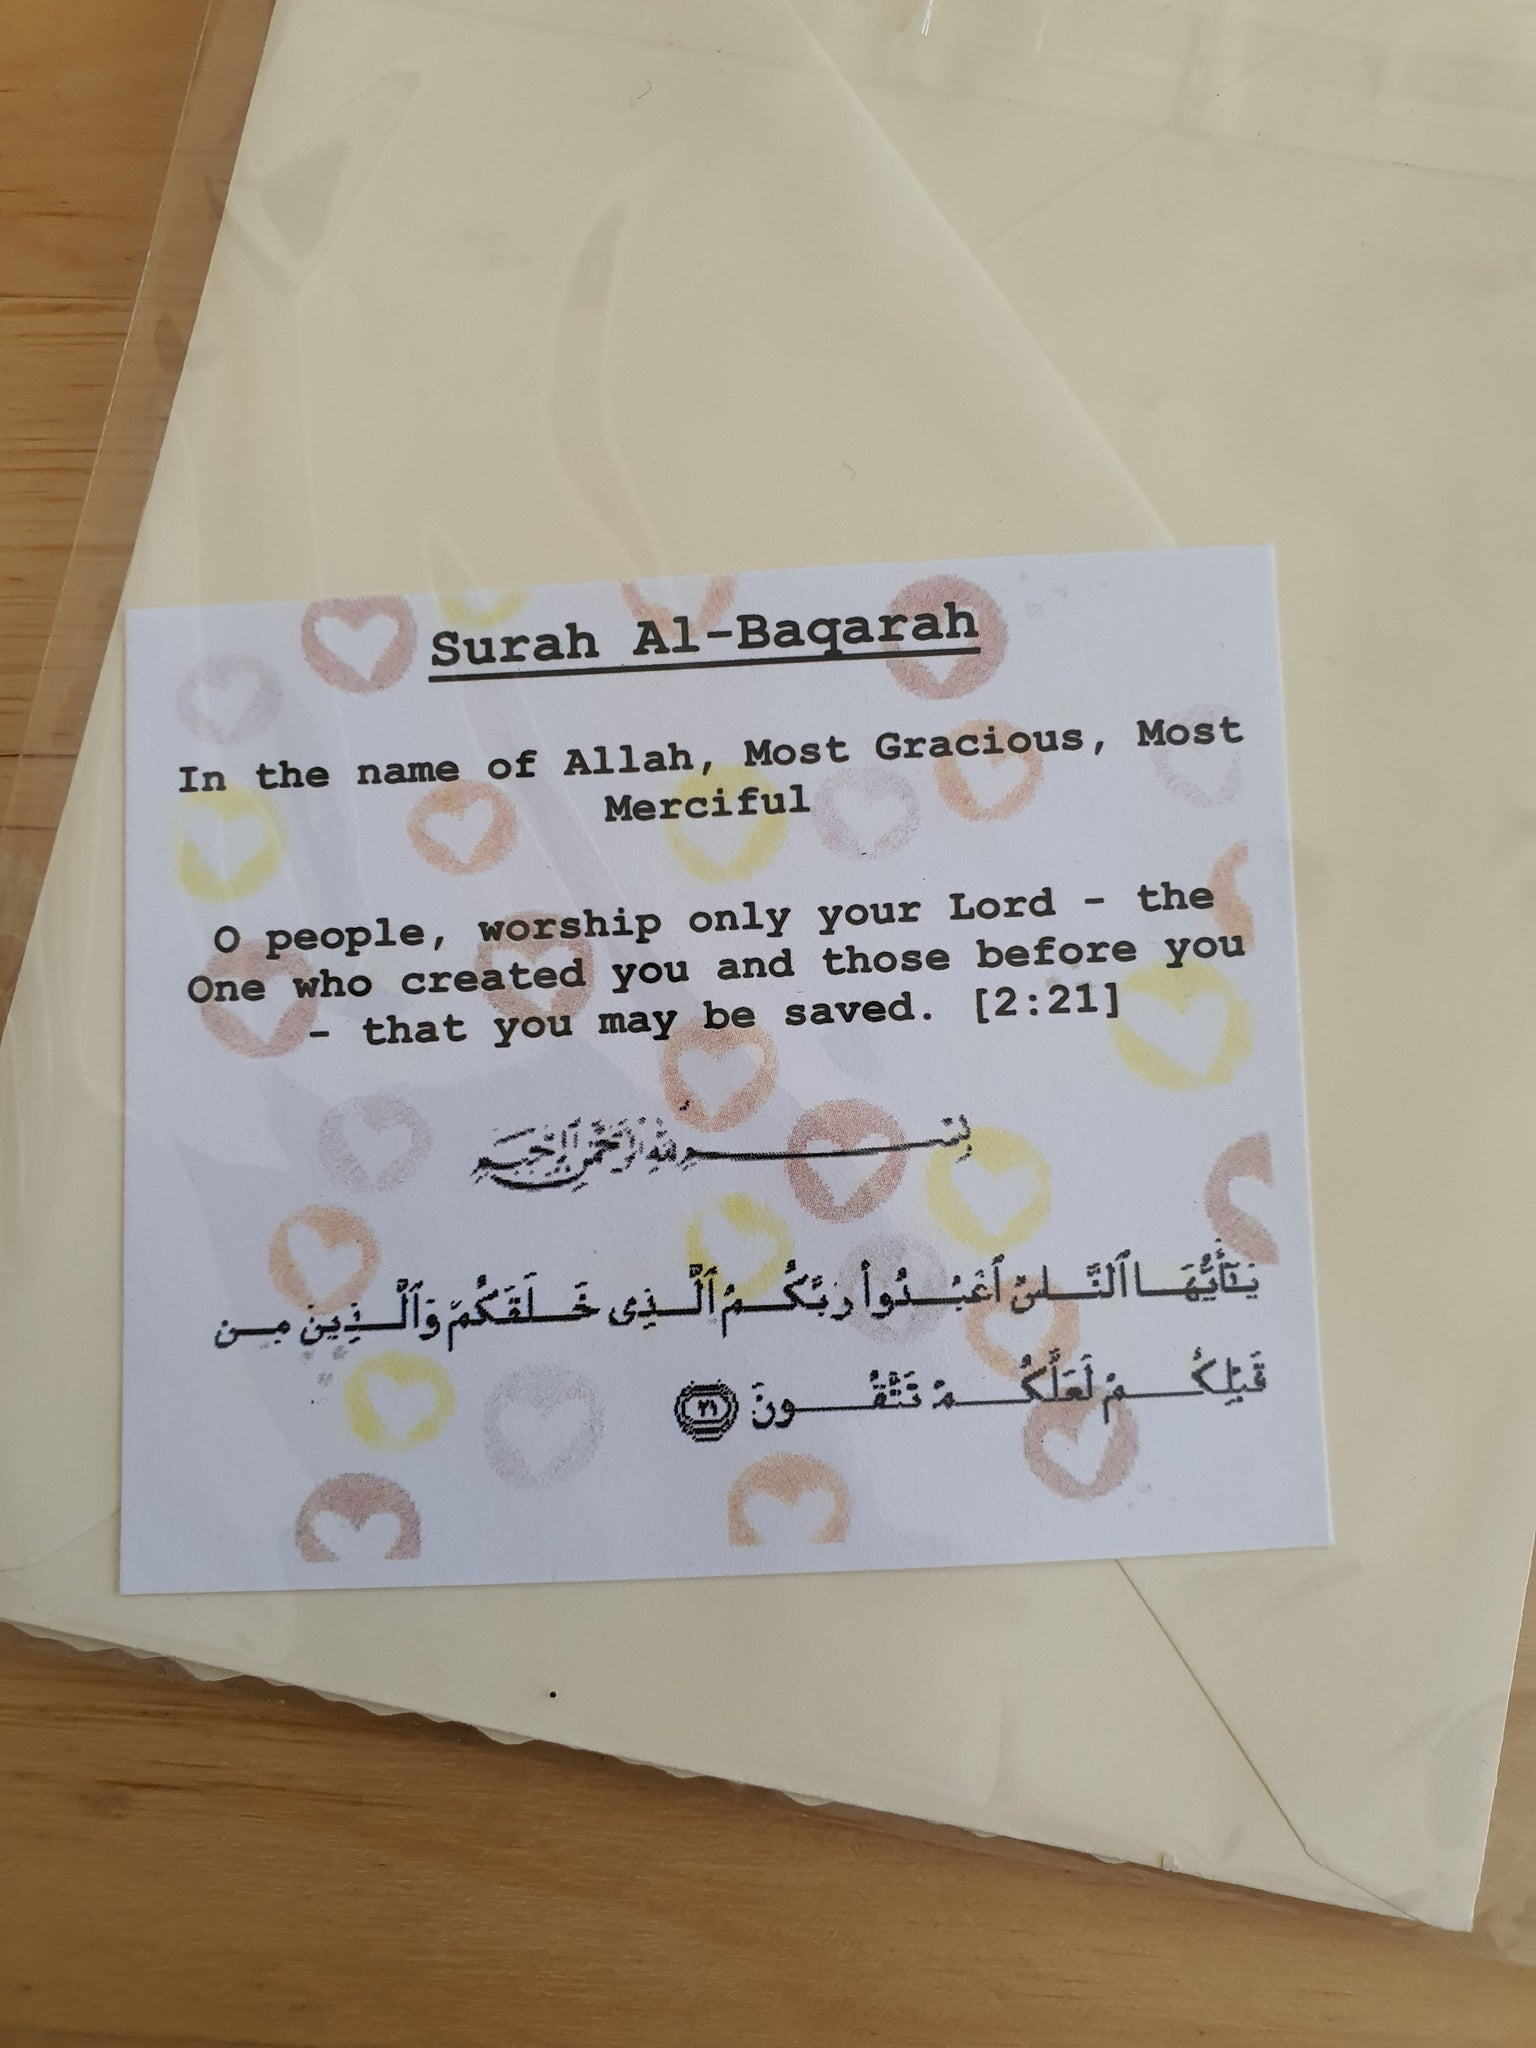 Surah Al-Baqarah
In the name of Allah, Most Gracious, Most
Merciful
O people, worship only your Lord - the
One who created you and those before you
- that you may be saved. [2:21]
بِسْمِ ٱللَّهِ ٱلرَّحْمَٰنِ ٱلرَّحِيمِ
يَٰٓأَيُّهَا ٱلنَّاسُ ٱعْبُدُوا۟ رَبَّكُمُ ٱلَّذِى خَلَقَكُمْ وَٱلَّذِينَ مِن
قَبْلِكُمْ لَعَلَّكُمْ تَتَّقُونَ ٢١